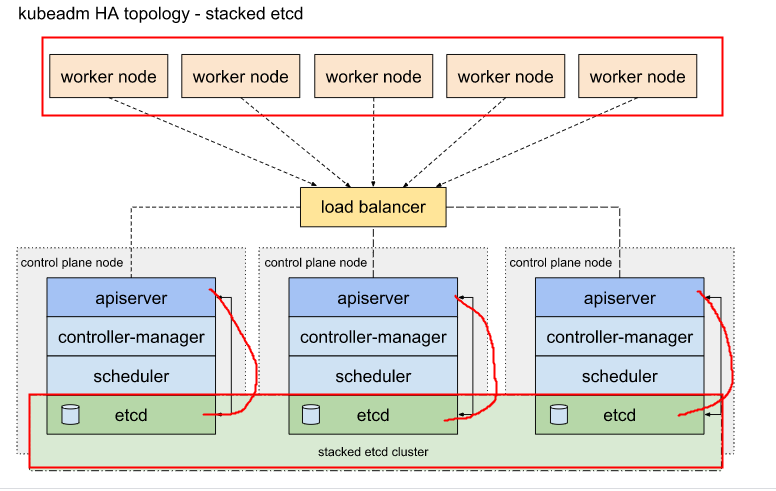 kubeadm HA topology - stacked etcd
worker node worker node worker node worker node worker node
load balancer
control plane node control plane node control plane node
apiserver apiserver apiserver
controller-manager controller-manager controller-manager
scheduler scheduler scheduler
etcd etcd etcd
stacked etcd cluster